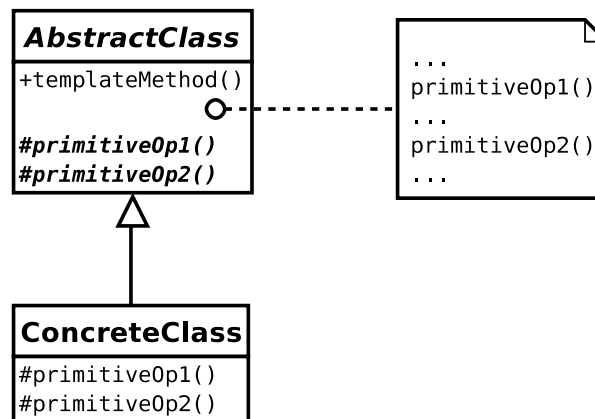 AbstractClass
+templateMethod()
#primitiveOp1()
#primitiveOp2()
...
primitiveOp1()
...
primitiveOp2()
...
ConcreteClass
#primitiveOp1()
#primitiveOp2()